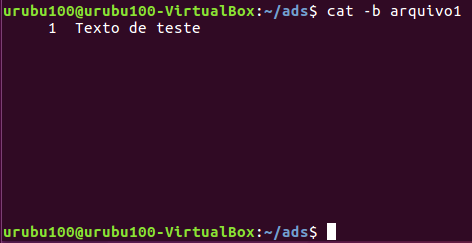 urubu100@urubu100-VirtualBox:~/ads$ cat -b arquivo1
     1  Texto de teste
urubu100@urubu100-VirtualBox:~/ads$